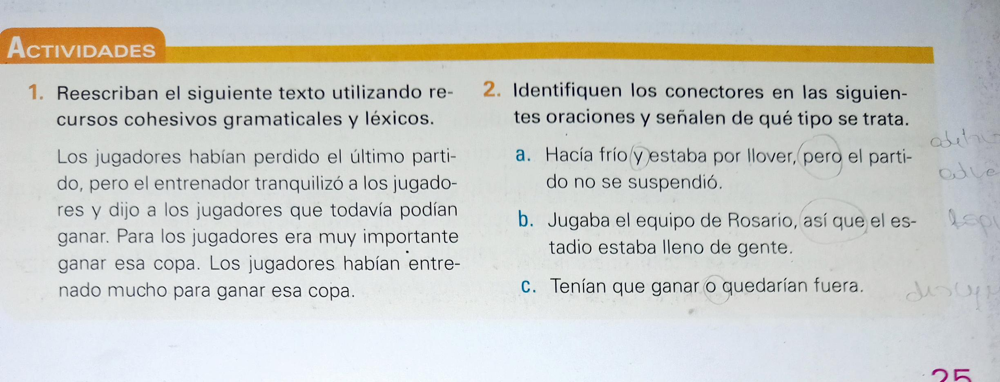 ACTIVIDADES
1. Reescriban el siguiente texto utilizando re-
cursos cohesivos gramaticales y léxicos.
Los jugadores habían perdido el último parti-
do, pero el entrenador tranquilizó a los jugado-
res y dijo a los jugadores que todavía podían
ganar. Para los jugadores era muy importante
ganar esa copa. Los jugadores habían entre-
nado mucho para ganar esa copa.
2. Identifiquen los conectores en las siguien-
tes oraciones y señalen de qué tipo se trata.
a. Hacía frío y estaba por llover, pero el parti-
do no se suspendió.
b. Jugaba el equipo de Rosario, así que el es-
tadio estaba lleno de gente.
c. Tenían que ganar o quedarían fuera.
25